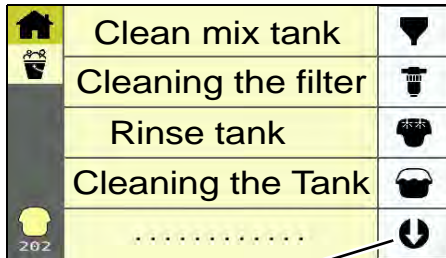 Clean mix tank
Cleaning the filter
Rinse tank
Cleaning the Tank
202
. . . . . . . . . . . .